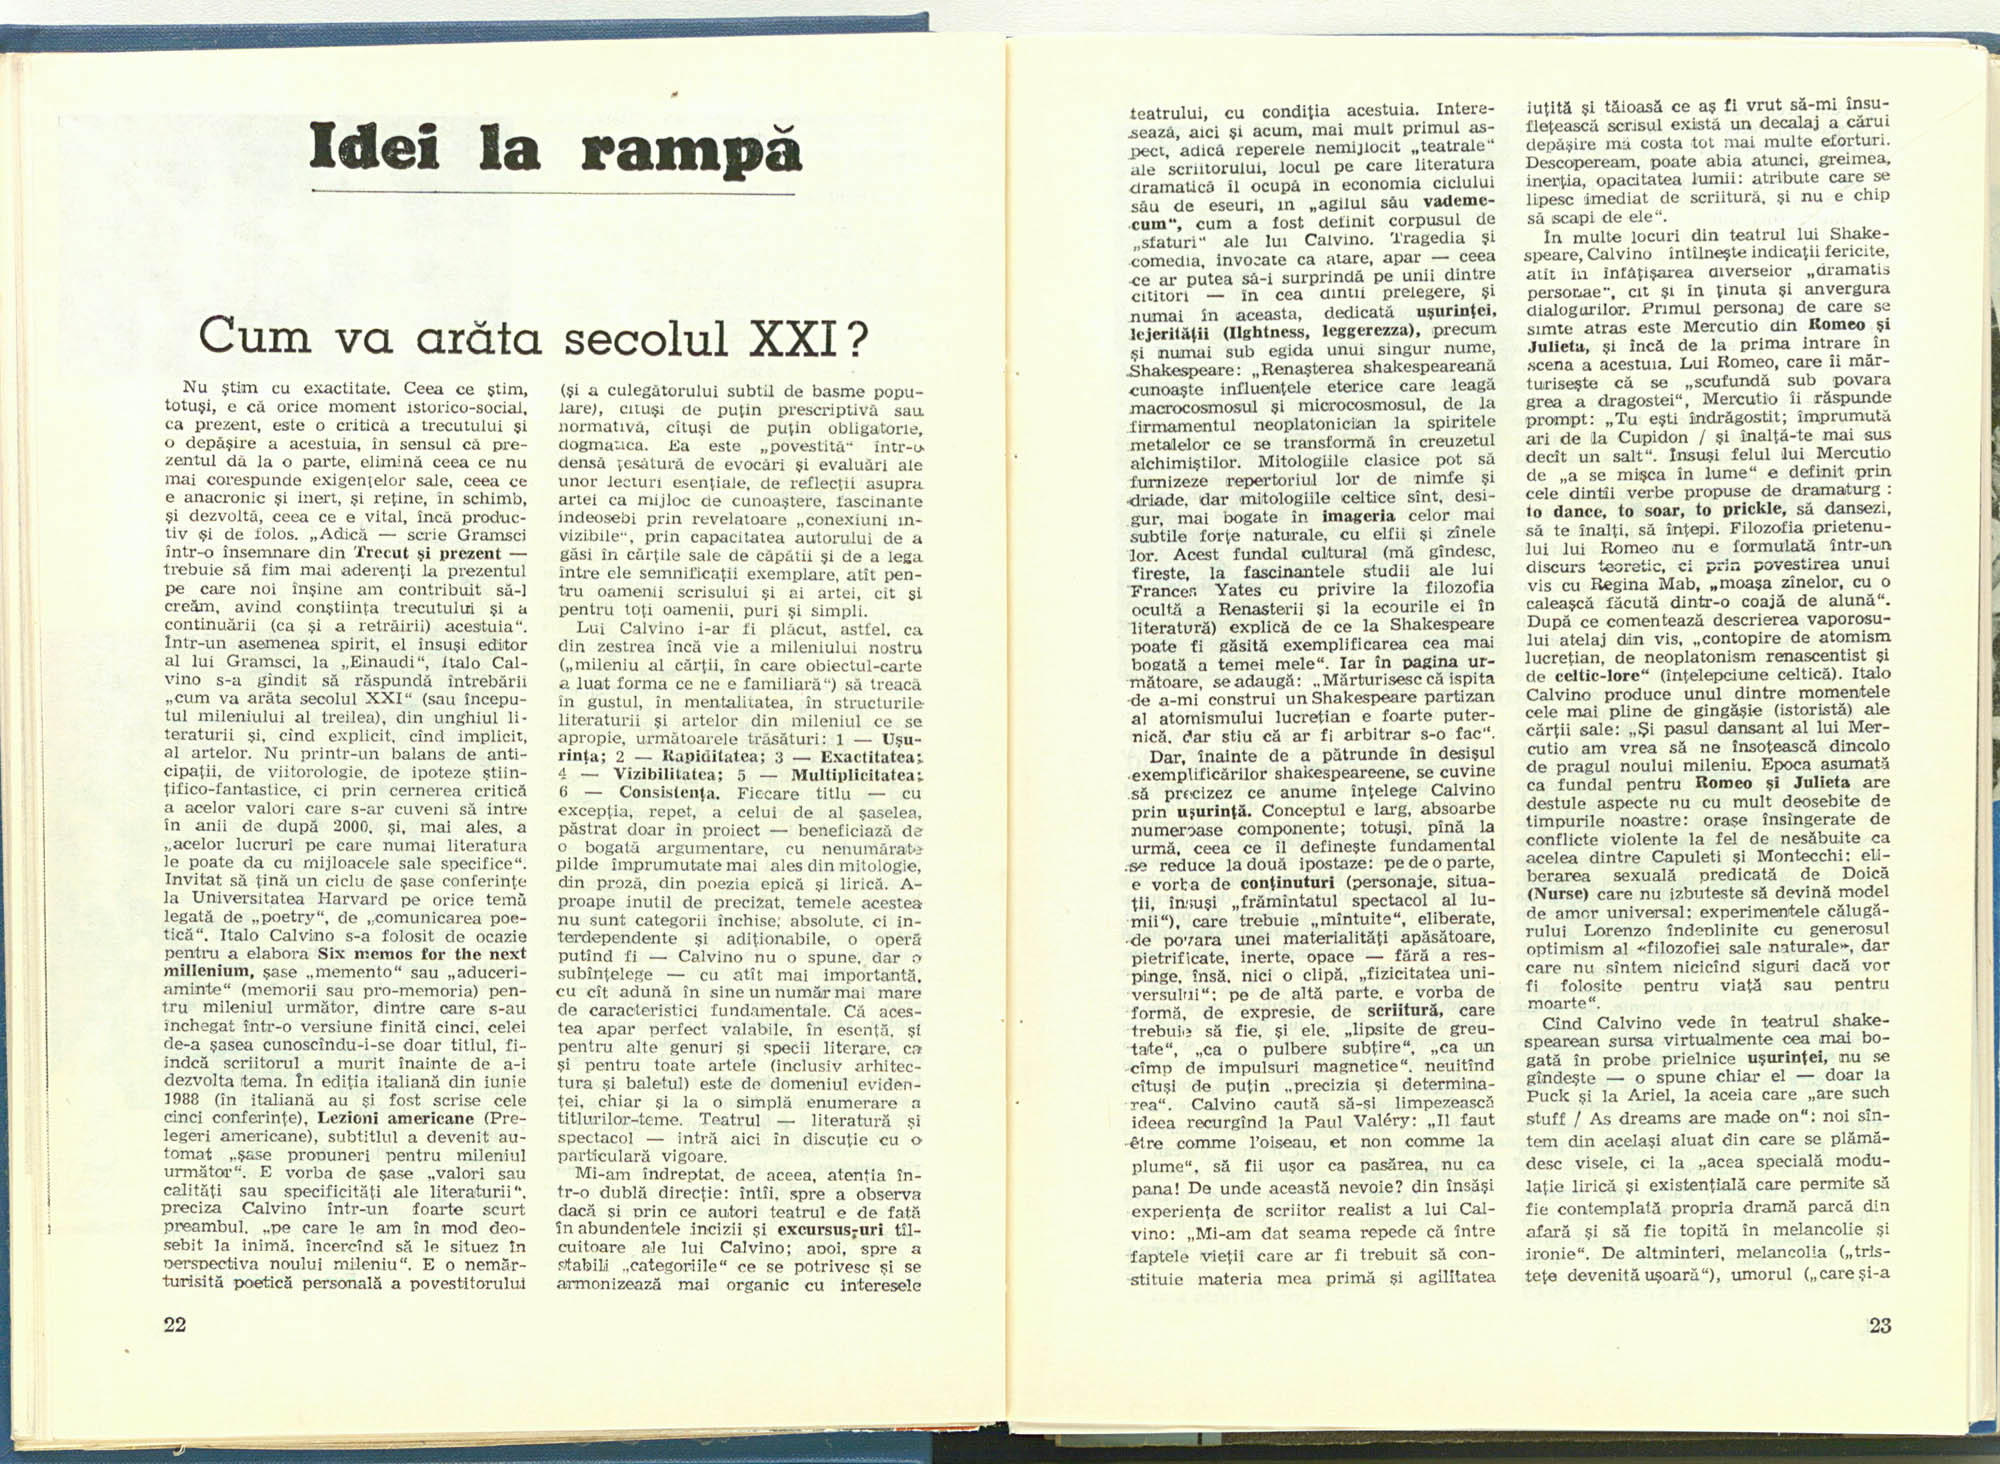 Idei la rampă
Cum va arăta secolul XXI?
Nu ştim cu exactitate. Ceea ce ştim,
totuşi, e că orice moment istorico-social,
ca prezent, este o critică a trecutului şi
o depăşire a acestuia, în sensul că pre-
zentul dă la o parte, elimină ceea ce nu
mai corespunde exigenţelor sale, ceea ce
e anacronic şi inert, şi reţine, în schimb,
şi dezvoltă, ceea ce e vital, încă produc-
tiv şi de folos. „Adică — scrie Gramsci
într-o însemnare din Trecut şi prezent —
trebuie să fim mai aderenţi la prezentul
pe care noi înşine am contribuit să-l
creăm, avînd conştiinţa trecutului şi a
continuării (ca şi a retrăirii) acestuia“.
Într-un asemenea spirit, el însuşi editor
al lui Gramsci, la „Einaudi“, Italo Cal-
vino s-a gîndit să răspundă întrebării
„cum va arăta secolul XXI“ (sau începu-
tul mileniului al treilea), din unghiul li-
teraturii şi, cînd explicit, cînd implicit,
al artelor. Nu printr-un balans de anti-
cipaţii, de viitorologie, de ipoteze ştiin-
ţifico-fantastice, ci prin cernerea critică
a acelor valori care s-ar cuveni să intre
în anii de după 2000, şi, mai ales, a
„acelor lucruri pe care numai literatura
le poate da cu mijloacele sale specifice“.
Invitat să ţină un ciclu de şase conferinţe
la Universitatea Harvard pe orice temă
legată de „poetry“, de „comunicarea poe-
tică“, Italo Calvino s-a folosit de ocazie
pentru a elabora Six memos for the next
millenium, şase „memento“ sau „aduceri-
aminte“ (memorii sau pro-memoria) pen-
tru mileniul următor, dintre care s-au
închegat într-o versiune finită cinci, celei
de-a şasea cunoscîndu-i-se doar titlul, fi-
indcă scriitorul a murit înainte de a-i
dezvolta tema. În ediţia italiană din iunie
1988 (în italiană au şi fost scrise cele
cinci conferinţe), Lezioni americane (Pre-
legeri americane), subtitlul a devenit au-
tomat „şase propuneri pentru mileniul
următor“. E vorba de şase „valori sau
calităţi sau specificităţi ale literaturii“,
preciza Calvino într-un foarte scurt
preambul, „pe care le am în mod deo-
sebit la inimă, încercînd să le situez în
perspectiva noului mileniu“. E o nemăr-
turisită poetică personală a povestitorului
22
(şi a culegătorului subtil de basme popu-
lare), cîtuşi de puţin prescriptivă sau
normativă, cîtuşi de puţin obligatorie,
dogmatica. Ea este „povestită“ într-o
densă ţesătură de evocări şi evaluări ale
unor lecturi esenţiale, de reflecţii asupra
artei ca mijloc de cunoaştere, fascinante
îndeosebi prin revelatoare „conexiuni in-
vizibile“, prin capacitatea autorului de a
găsi în cărţile sale de căpătîi şi de a lega
între ele semnificaţii exemplare, atît pen-
tru oamenii scrisului şi ai artei, cît şi
pentru toţi oamenii, puri şi simpli.
Lui Calvino i-ar fi plăcut, astfel, ca
din zestrea încă vie a mileniului nostru
(„mileniu al cărţii, în care obiectul-carte
a luat forma ce ne e familiară“) să treacă
în gustul, în mentalitatea, în structurile
literaturii şi artelor din mileniul ce se
apropie, următoarele trăsături: 1 — Uşu-
rinţa; 2 — Rapiditatea; 3 — Exactitatea;
4 — Vizibilitatea; 5 — Multiplicitatea;
6 — Consistenţa. Fiecare titlu — cu
excepţia, repet, a celui de al şaselea,
păstrat doar în proiect — beneficiază de
o bogată argumentare, cu nenumărate
pilde împrumutate mai ales din mitologie,
din proză, din poezia epică şi lirică. A-
proape inutil de precizat, temele acestea
nu sunt categorii închise, absolute, ci in-
terdependente şi adiţionabile, o operă
putînd fi — Calvino nu o spune, dar o
subînţelege — cu atît mai importantă,
cu cît adună în sine un număr mai mare
de caracteristici fundamentale. Că aces-
tea apar perfect valabile, în esenţă, şi
pentru alte genuri şi specii literare, ca
şi pentru toate artele (inclusiv arhitec-
tura şi baletul) este de domeniul eviden-
ţei, chiar şi la o simplă enumerare a
titlurilor-teme. Teatrul — literatură şi
spectacol — intră aici în discuţie cu o
particulară vigoare.
Mi-am îndreptat, de aceea, atenţia în-
tr-o dublă direcţie: întîi, spre a observa
dacă şi prin ce autori teatrul e de faţă
în abundentele incizii şi excursus-uri tîl-
cuitoare ale lui Calvino; apoi, spre a
stabili „categoriile“ ce se potrivesc şi se
armonizează mai organic cu interesele
teatrului, cu condiţia acestuia. Intere-
sează, aici şi acum, mai mult primul as-
pect, adică reperele nemijlocit „teatrale“
ale scriitorului, locul pe care literatura
dramatică îl ocupă în economia ciclului
său de eseuri, în „agilul său vademe-
cum“, cum a fost definit corpusul de
„sfaturi“ ale lui Calvino. Tragedia şi
comedia, invocate ca atare, apar — ceea
ce ar putea să-i surprindă pe unii dintre
cititori — în cea dintîi prelegere, şi
numai în aceasta, dedicată uşurinţei,
lejerităţii (Ilghtness, leggerezza), precum
şi numai sub egida unui singur nume,
Shakespeare: „Renaşterea shakespeareană
cunoaşte influenţele eterice care leagă
macrocosmosul şi microcosmosul, de la
firmamentul neoplatonician la spiritele
metalelor ce se transformă în creuzetul
alchimiştilor. Mitologiile clasice pot să
furnizeze repertoriul lor de nimfe şi
driade, dar mitologiile celtice sînt, desi-
gur, mai bogate în imageria celor mai
subtile forţe naturale, cu elfii şi zînele
lor. Acest fundal cultural (mă gîndesc,
fireste, la fascinantele studii ale lui
Frances Yates cu privire la filozofia
ocultă a Renasterii şi la ecourile ei în
literatură) explică de ce la Shakespeare
poate fi găsită exemplificarea cea mai
bogată a temei mele“. Iar în pagina ur-
mătoare, se adaugă: „Mărturisesc că ispita
de a-mi construi un Shakespeare partizan
al atomismului lucreţian e foarte puter-
nică, dar ştiu că ar fi arbitrar s-o fac“.
Dar, înainte de a pătrunde în desişul
exemplificărilor shakespeareene, se cuvine
să precizez ce anume înţelege Calvino
prin uşurinţă. Conceptul e larg, absoarbe
numeroase componente; totuşi, pînă la
urmă, ceea ce îl defineşte fundamental
se reduce la două ipostaze: pe de o parte,
e vorba de conţinuturi (personaje, situa-
ţii, însuşi „frămîntatul spectacol al lu-
mii“), care trebuie „mîntuite“, eliberate,
de povara unei materialităţi apăsătoare,
pietrificate, inerte, opace — fără a res-
pinge, însă, nici o clipă, „fizicitatea uni-
versului“; pe de altă parte, e vorba de
formă, de expresie, de scriitură, care
trebuie să fie, şi ele, „lipsite de greu-
tate“, „ca o pulbere subţire“, „ca un
cîmp de impulsuri magnetice“, neuitînd
cîtuşi de puţin „precizia şi determina-
rea“. Calvino caută să-si limpezească
ideea recurgînd la Paul Valéry: „Il faut
être comme l'oiseau, et non comme la
plume“, să fii uşor ca pasărea, nu ca
pana! De unde această nevoie? din însăşi
experienţa de scriitor realist a lui Cal-
vino: „Mi-am dat seama repede că între
faptele vieţii care ar fi trebuit să con-
stituie materia mea primă şi agilitatea
iuţită şi tăioasă ce aş fi vrut să-mi însu-
fleţească scrisul există un decalaj a cărui
depăşire mă costa tot mai multe eforturi.
Descopeream, poate abia atunci, greimea,
inerţia, opacitatea lumii: atribute care se
lipesc imediat de scriitură, şi nu e chip
să scapi de ele“.
În multe locuri din teatrul lui Shake-
speare, Calvino întîlneşte indicaţii fericite,
atît în înfăţişarea diverselor „dramatis
personae“, cît şi în ţinuta şi anvergura
dialogurilor. Primul personaj de care se
simte atras este Mercutio din Romeo şi
Julieta, şi încă de la prima intrare în
scena a acestuia. Lui Romeo, care îi măr-
turiseşte că se „scufundă sub povara
grea a dragostei“, Mercutio îi răspunde
prompt: „Tu eşti îndrăgostit; împrumută
ari de la Cupidon / şi înalţă-te mai sus
decît un salt“. Însuşi felul lui Mercutio
de „a se mişca în lume“ e definit prin
cele dintîi verbe propuse de dramaturg :
to dance, to soar, to prickle, să dansezi,
să te înalţi, să înţepi. Filozofia prietenu-
lui lui Romeo nu e formulată într-un
discurs teoretic, ci prin povestirea unui
vis cu Regina Mab, „moaşa zînelor, cu o
calească făcută dintr-o coajă de alună“.
După ce comentează descrierea vaporosu-
lui atelaj din vis, „contopire de atomism
lucreţian, de neoplatonism renascentist şi
de celtic-lore“ (înţelepciune celtică). Italo
Calvino produce unul dintre momentele
cele mai pline de gingăşie (istoristă) ale
cărţii sale: „Şi pasul dansant al lui Mer-
cutio am vrea să ne însoţească dincolo
de pragul noului mileniu. Epoca asumată
ca fundal pentru Romeo şi Julieta are
destule aspecte nu cu mult deosebite de
timpurile noastre: oraşe însîngerate de
conflicte violente la fel de nesăbuite ca
acelea dintre Capuleti şi Montecchi; eli-
berarea sexuală predicată de Doică
(Nurse) care nu izbuteste să devină model
de amor universal; experimentele călugă-
rului Lorenzo îndeplinite cu generosul
optimism al «filozofiei sale naturale», dar
care nu sîntem nicicînd siguri dacă vor
fi folosite pentru viaţă sau pentru
moarte“.
Cînd Calvino vede în teatrul shake-
spearean sursa virtualmente cea mai bo-
gată în probe prielnice uşurinţei, nu se
gîndeşte — o spune chiar el — doar la
Puck şi la Ariel, la aceia care „are such
stuff / As dreams are made on“: noi sîn-
tem din acelaşi aluat din care se plămă-
desc visele, ci la „acea specială modu-
laţie lirică şi existenţială care permite să
fie contemplată propria dramă parcă din
afară şi să fie topită în melancolie şi
ironie“. De altminteri, melancolia („tris-
teţe devenită uşoară“), umorul („care şi-a
23